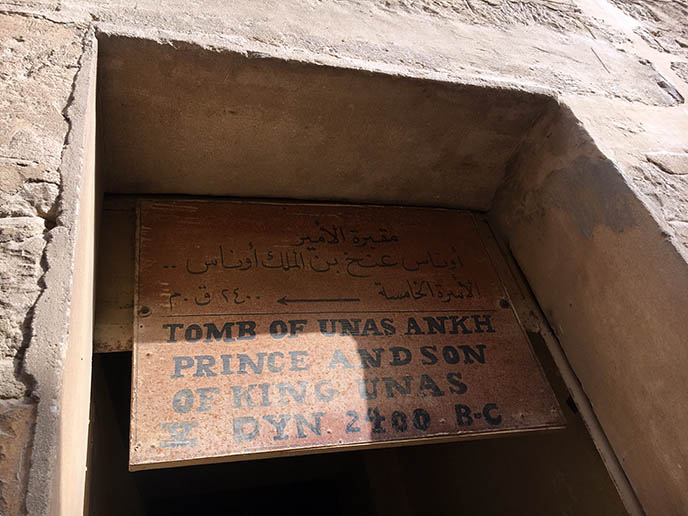 مقبرة الأمير
أوناس عنخ بن الملك أوناس ..
الأسرة الخامسة ← ٢٤٠٠ ق.م
TOMB OF UNAS ANKH
PRINCE AND SON
OF KING UNAS
V DYN 2400 B-C